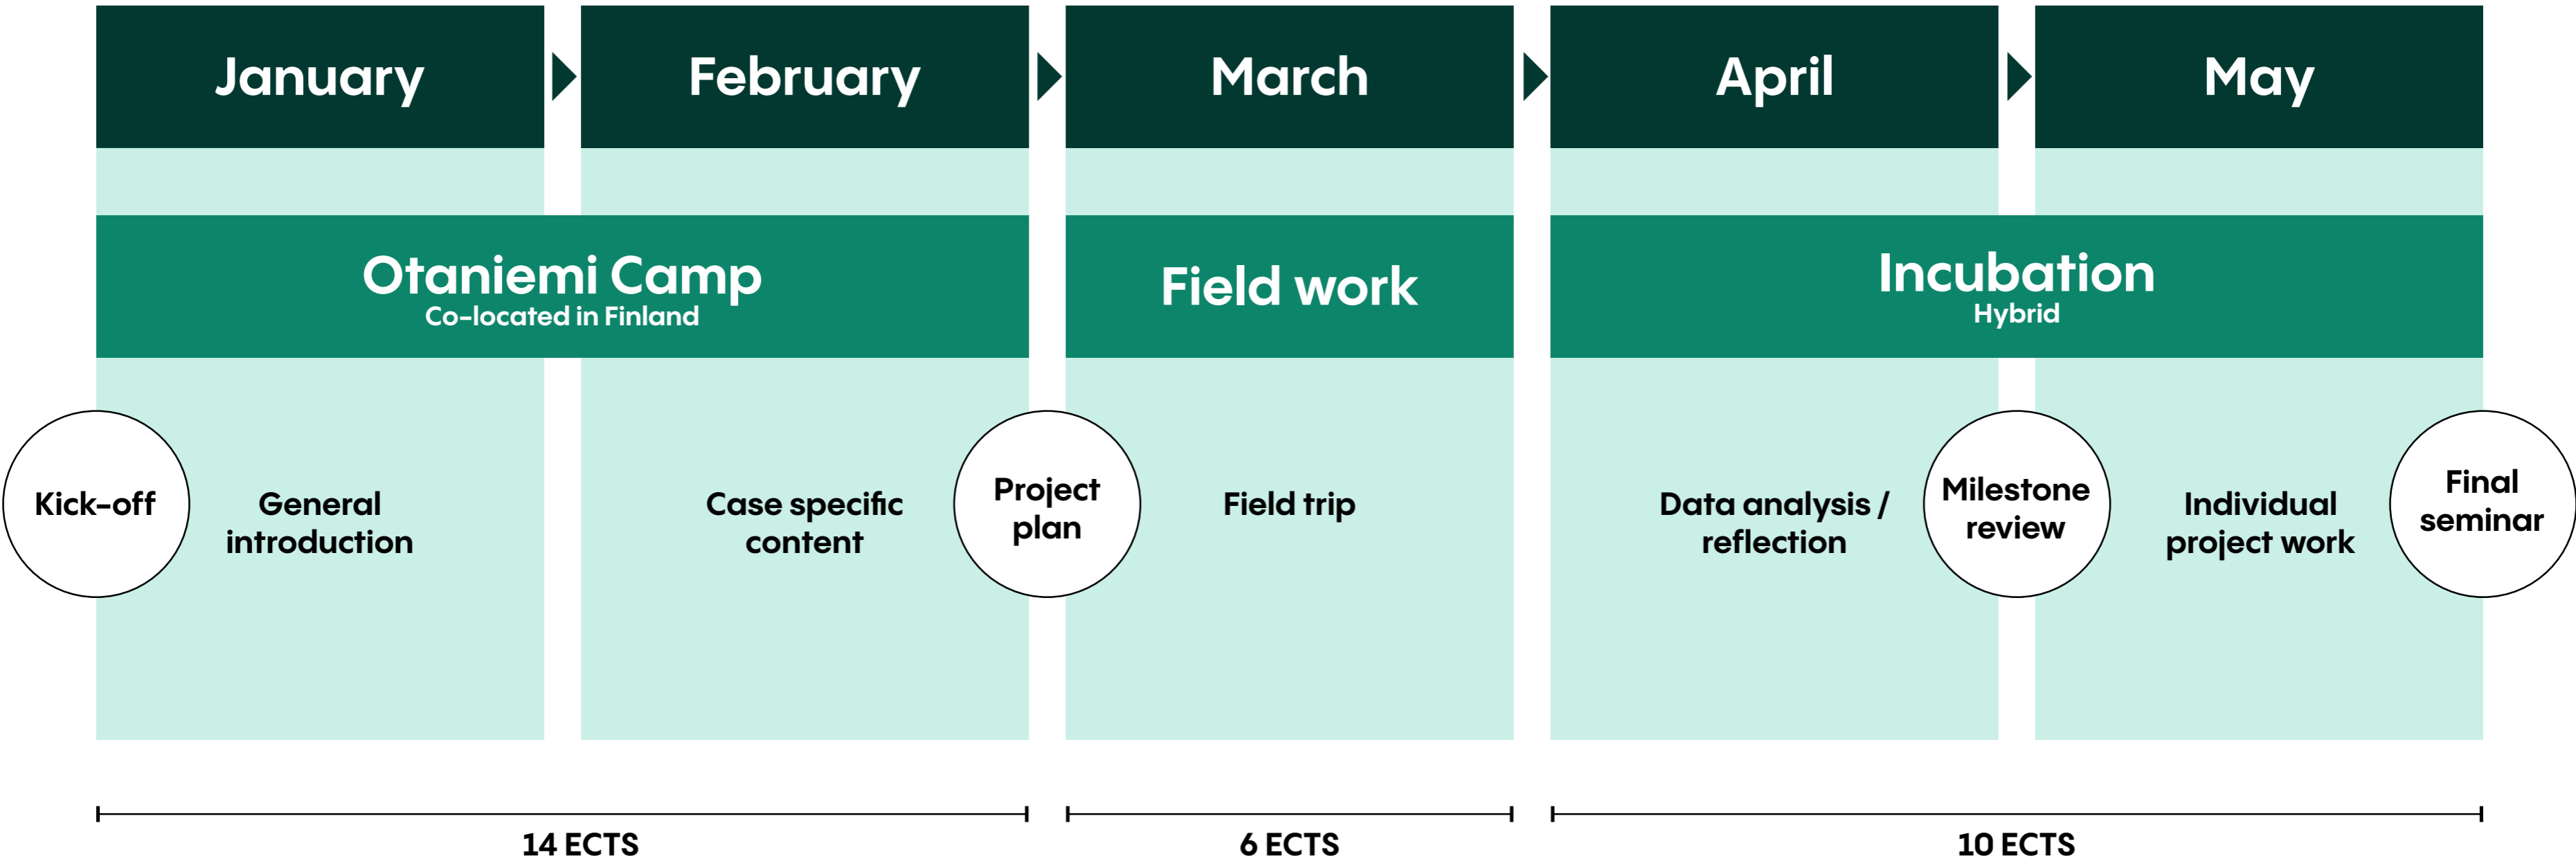 January
February
March
April
May
Otaniemi Camp
Co-located in Finland
Field work
Incubation
Hybrid
Kick-off
General
introduction
Case specific
content
Project
plan
Field trip
Data analysis /
reflection
Milestone
review
Individual
project work
Final
seminar
14 ECTS
6 ECTS
10 ECTS